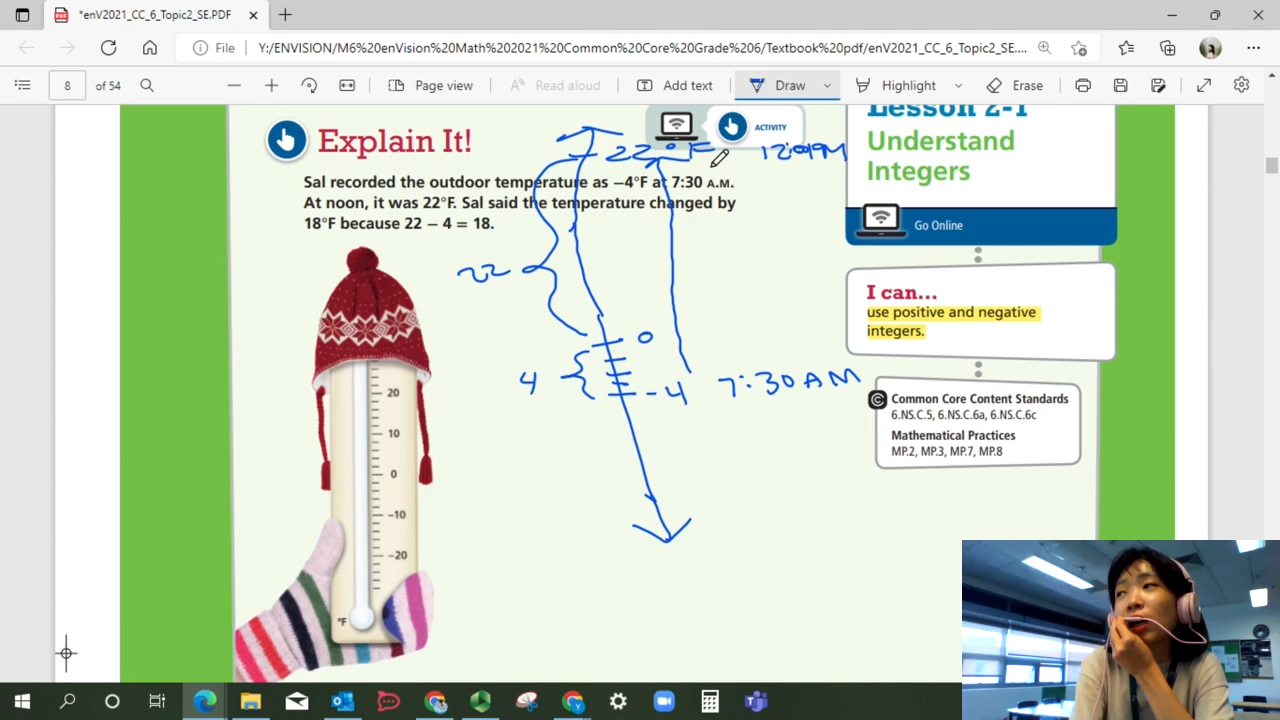 *enV2021_CC_6_Topic2_SE.PDF
File
Y:/ENVISION/M6%20enVision%20Math%202021%20Common%20Core%20Grade%206/Textbook%20pdf/enV2021_CC_6_Topic2_SE....
8
of 54
Page view
Read aloud
Add text
Draw
Highlight
Erase
Explain It!
ACTIVITY
Sal recorded the outdoor temperature as −4°F at 7:30 A.M.
At noon, it was 22°F. Sal said the temperature changed by
18°F because 22 − 4 = 18.
22°F
22
0
4
-4
7:30 AM
20
10
0
−10
−20
°F
Lesson 2-1
Understand
Integers
Go Online
I can...
use positive and negative
integers.
Common Core Content Standards
6.NS.C.5, 6.NS.C.6a, 6.NS.C.6c
Mathematical Practices
MP.2, MP.3, MP.7, MP.8